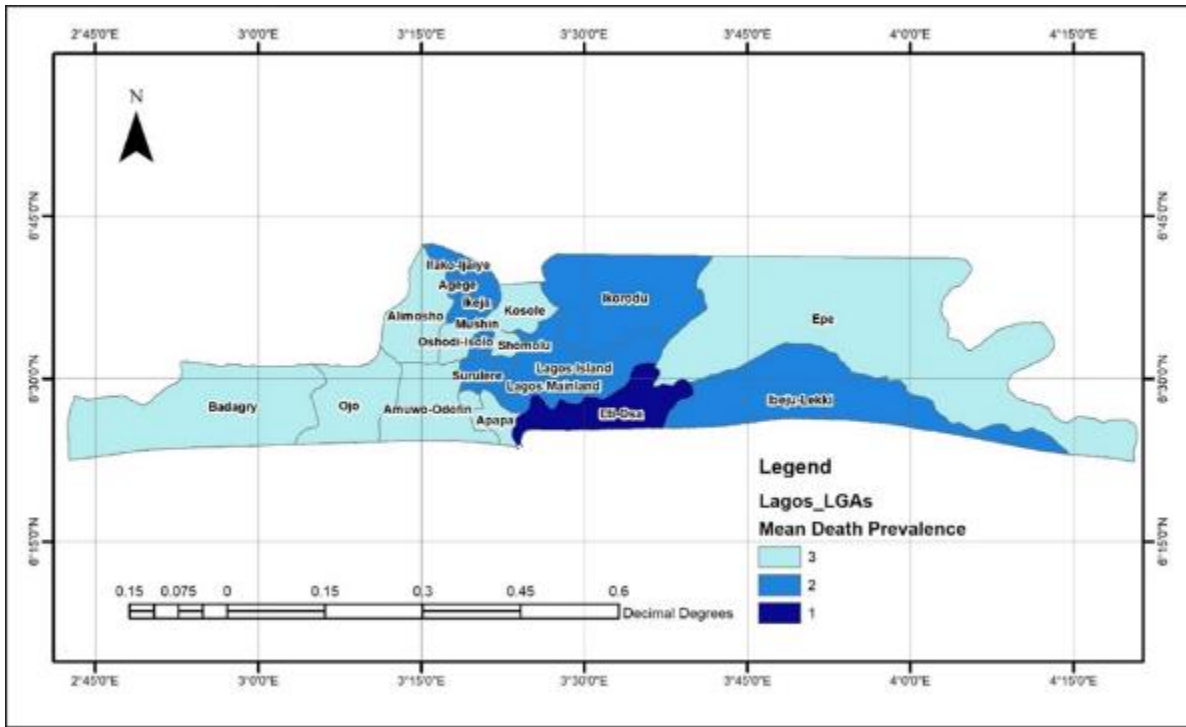 2°45'0"E 3°0'0"E 3°15'0"E 3°30'0"E 3°45'0"E 4°0'0"E 4°15'0"E
N
6°45'0"N 6°45'0"N
Ifako-Ijaiye
Agege
Ikeja
Ikorodu
Kosofe
Alimosho
Mushin
Epe
Oshodi-Isolo
Shomolu
Lagos Island
Surulere
6°30'0"N 6°30'0"N
Lagos Mainland
Badagry
Ojo
Amuwo-Odofin
Ibeju-Lekki
Eti-Osa
Apapa
Legend
Lagos_LGAs
Mean Death Prevalence
3
2
1
6°15'0"N 6°15'0"N
0.15 0.075 0 0.15 0.3 0.45 0.6
Decimal Degrees
2°45'0"E 3°0'0"E 3°15'0"E 3°30'0"E 3°45'0"E 4°0'0"E 4°15'0"E